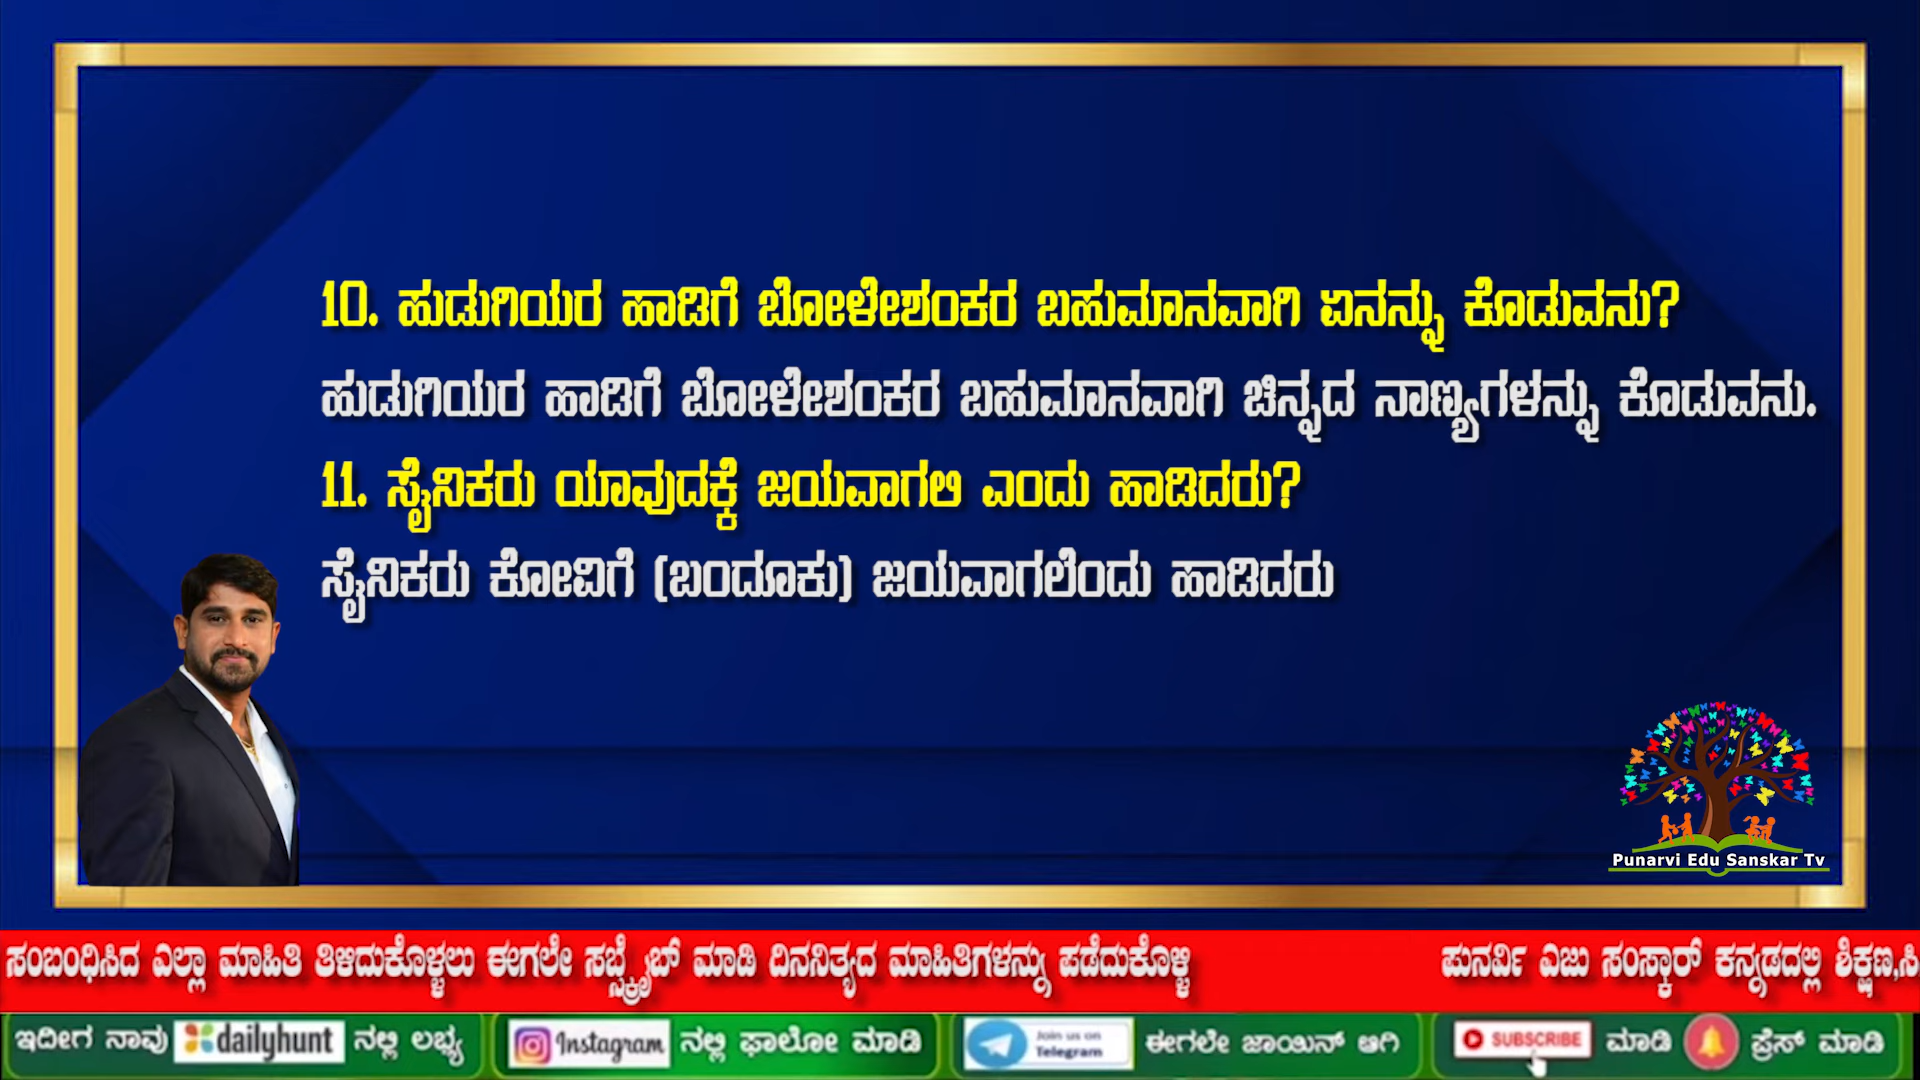 10. ಹುಡುಗಿಯರ ಹಾಡಿಗೆ ಬೋಳೇಶಂಕರ ಬಹುಮಾನವಾಗಿ ಏನನ್ನು ಕೊಡುವನು?
ಹುಡುಗಿಯರ ಹಾಡಿಗೆ ಬೋಳೇಶಂಕರ ಬಹುಮಾನವಾಗಿ ಚಿನ್ನದ ನಾಣ್ಯಗಳನ್ನು ಕೊಡುವನು.
11. ಸೈನಿಕರು ಯಾವುದಕ್ಕೆ ಜಯವಾಗಲಿ ಎಂದು ಹಾಡಿದರು?
ಸೈನಿಕರು ಕೋವಿಗೆ (ಬಂದೂಕು) ಜಯವಾಗಲೆಂದು ಹಾಡಿದರು
Punarvi Edu Sanskar Tv
ಸಂಬಂಧಿಸಿದ ಎಲ್ಲಾ ಮಾಹಿತಿ ತಿಳಿದುಕೊಳ್ಳಲು ಈಗಲೇ ಸಬ್ಸ್ಕ್ರೈಬ್ ಮಾಡಿ ದಿನನಿತ್ಯದ ಮಾಹಿತಿಗಳನ್ನು ಪಡೆದುಕೊಳ್ಳಿ ಪುನರ್ವಿ ಎಜು ಸಂಸ್ಕಾರ್ ಕನ್ನಡದಲ್ಲಿ ಶಿಕ್ಷಣ,ಸಿ
ಇದೀಗ ನಾವು dailyhunt ನಲ್ಲಿ ಲಭ್ಯ Instagram ನಲ್ಲಿ ಫಾಲೋ ಮಾಡಿ Join us on Telegram ಈಗಲೇ ಜಾಯಿನ್ ಆಗಿ SUBSCRIBE ಮಾಡಿ ಪ್ರೆಸ್ ಮಾಡಿ